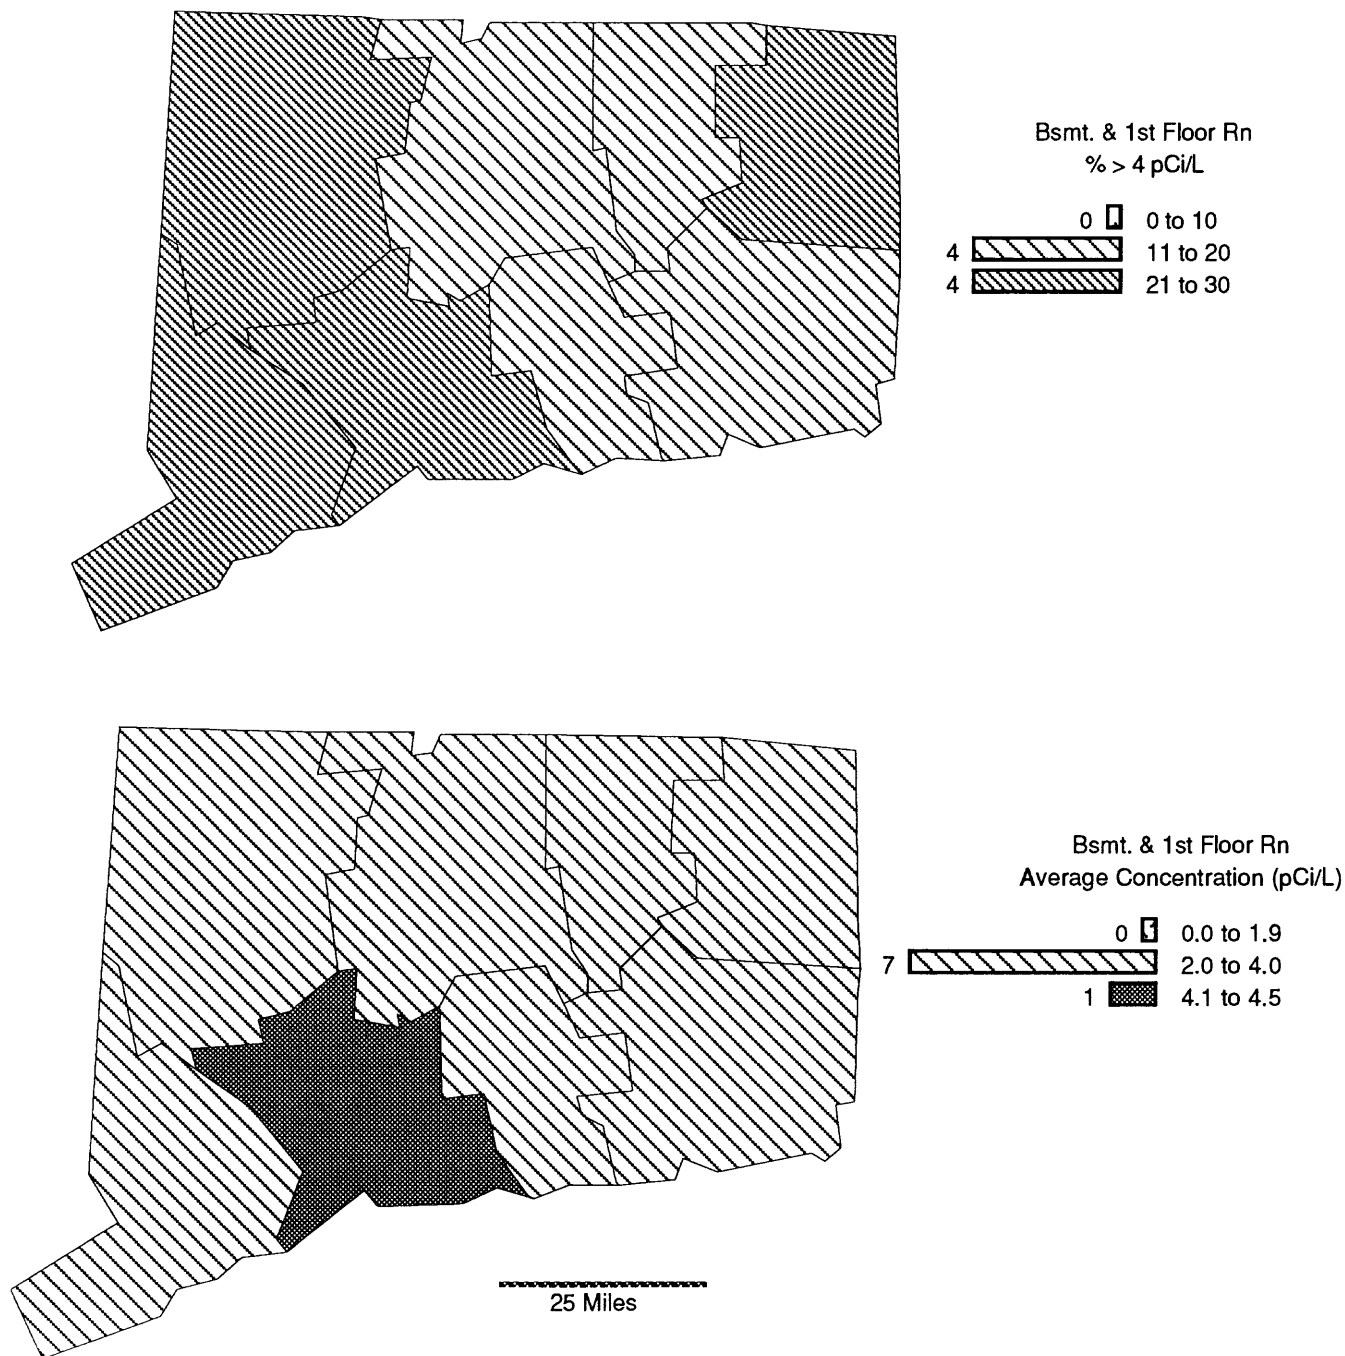 Bsmt. & 1st Floor Rn
% > 4 pCi/L
0 0 to 10
4 11 to 20
4 21 to 30
Bsmt. & 1st Floor Rn
Average Concentration (pCi/L)
0 0.0 to 1.9
7 2.0 to 4.0
1 4.1 to 4.5
25 Miles